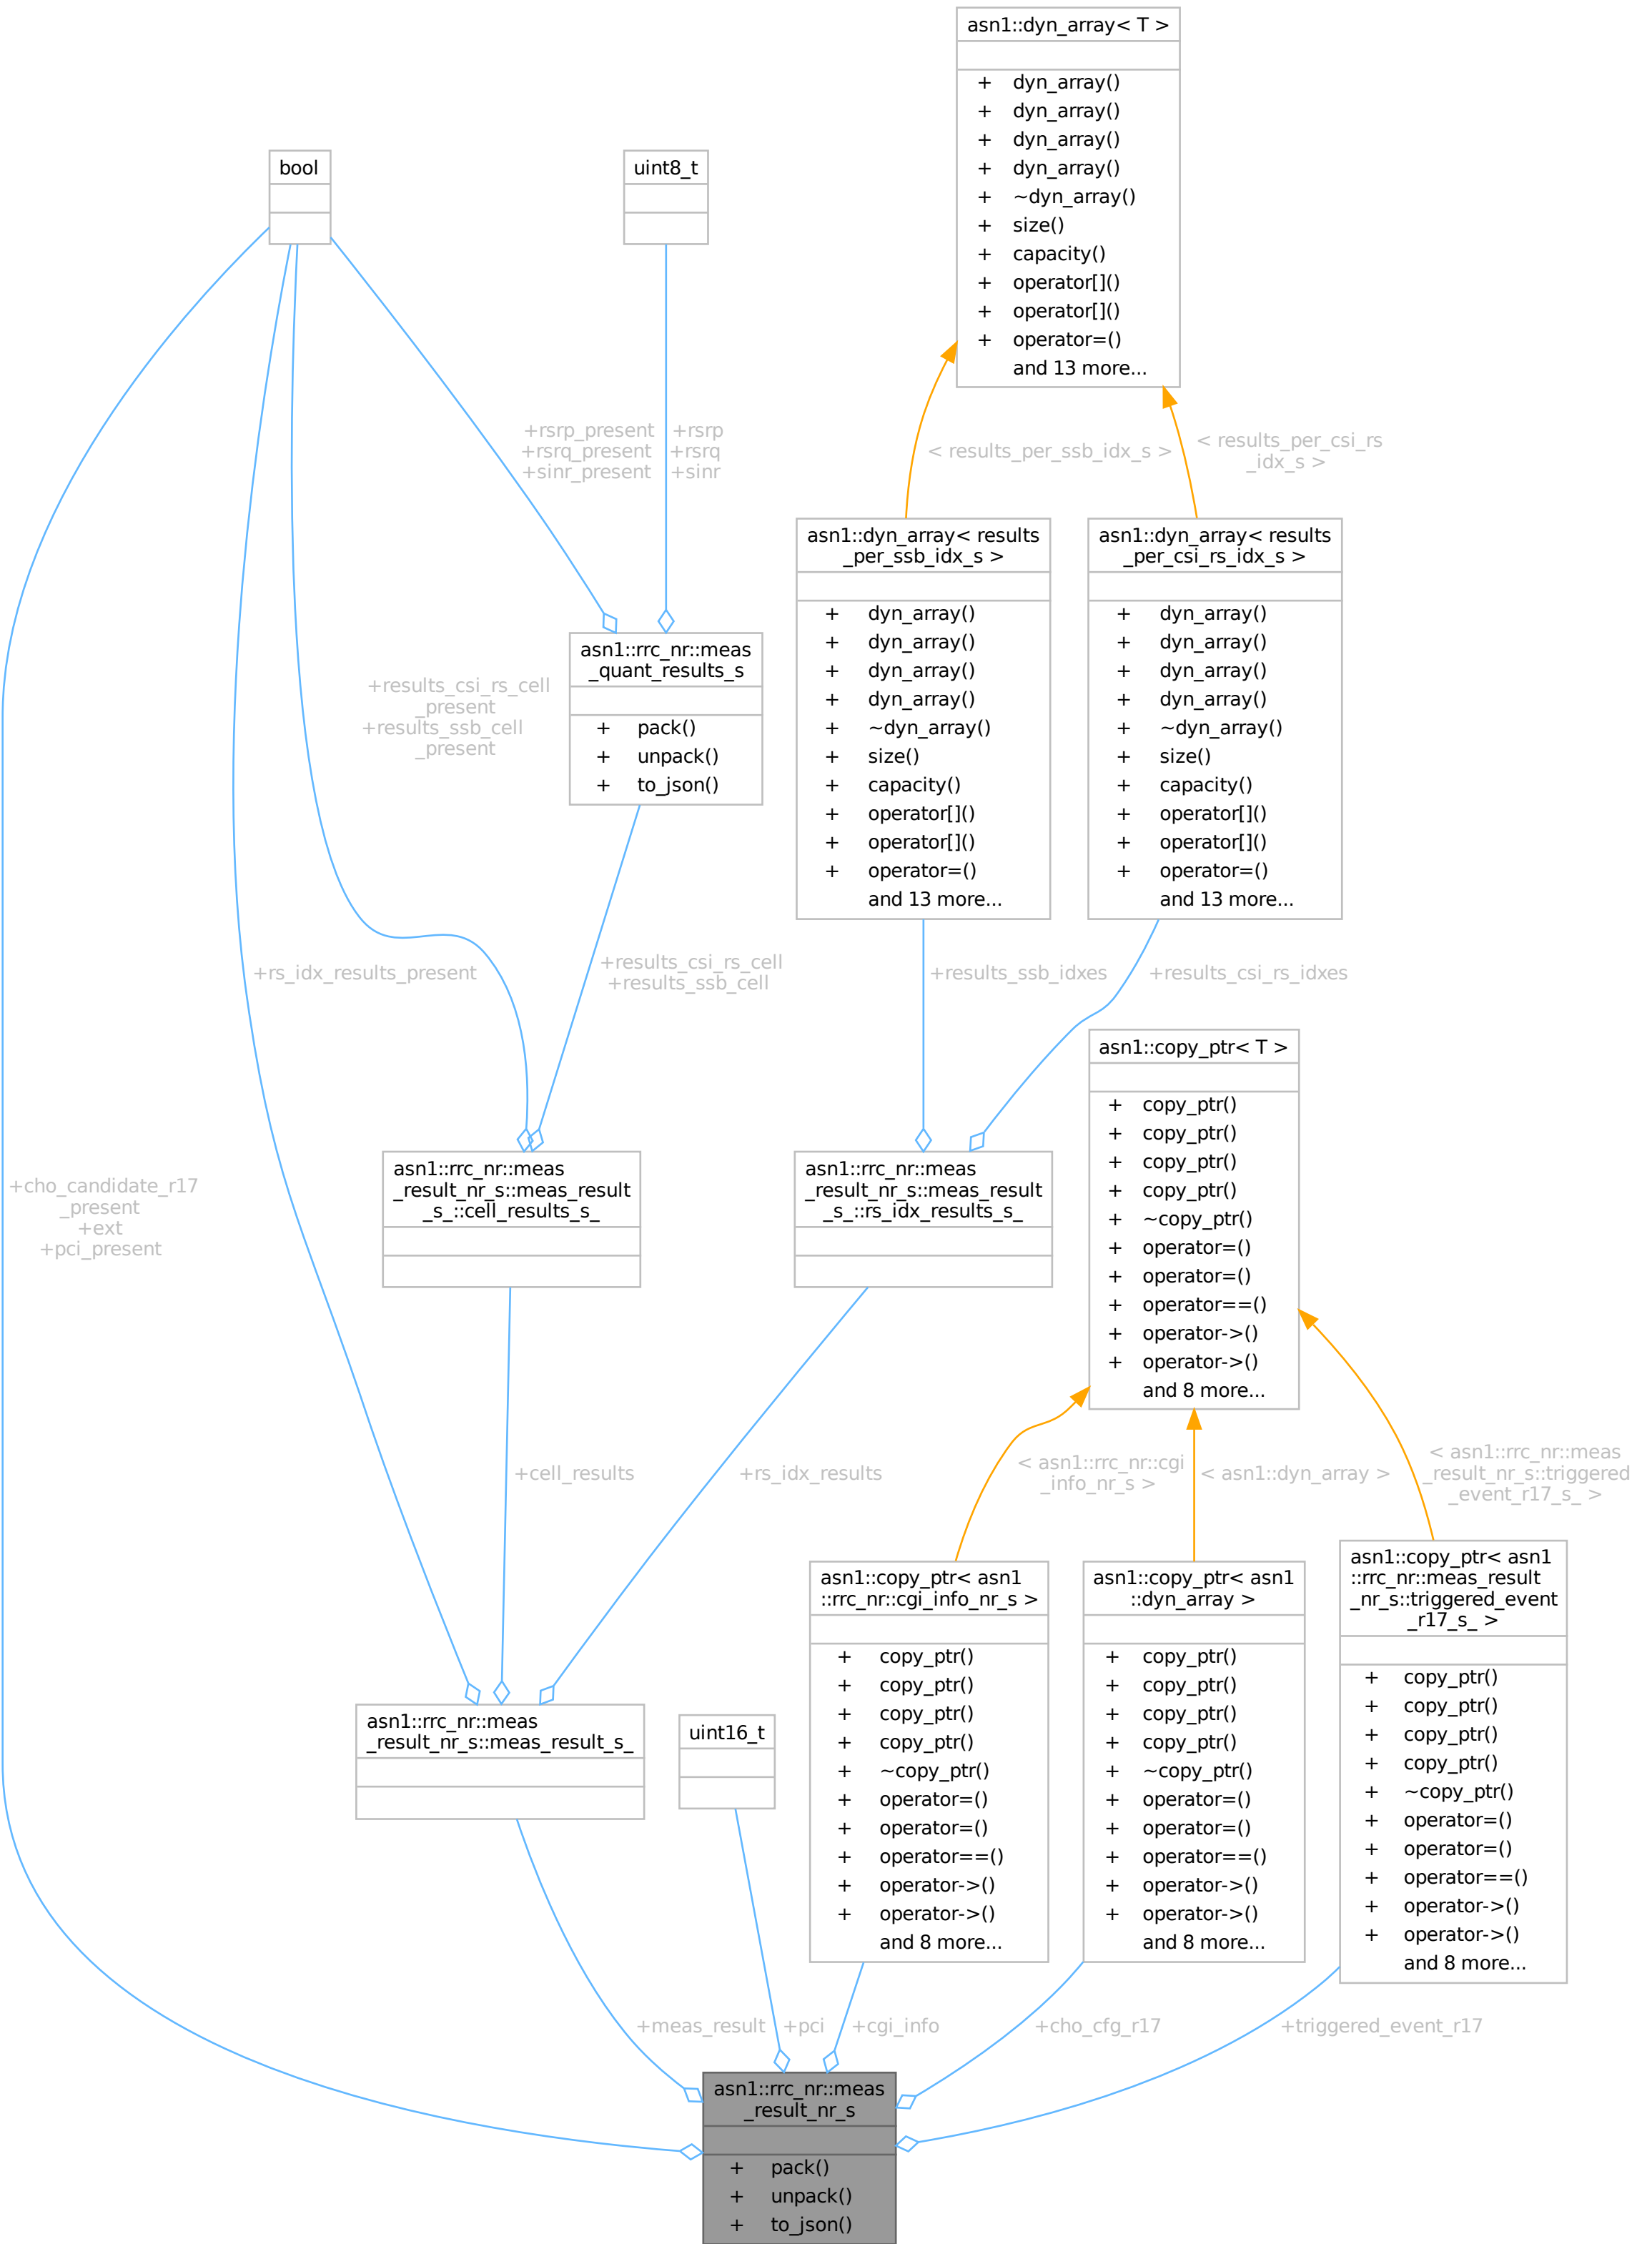 asn1::dyn_array< T >
+ dyn_array()
+ dyn_array()
+ dyn_array()
+ dyn_array()
+ ~dyn_array()
+ size()
+ capacity()
+ operator[]()
+ operator[]()
+ operator=()
and 13 more...
bool
uint8_t
+rsrp_present
+rsrq_present
+sinr_present
+rsrp
+rsrq
+sinr
< results_per_ssb_idx_s >
< results_per_csi_rs
_idx_s >
asn1::dyn_array< results
_per_ssb_idx_s >
+ dyn_array()
+ dyn_array()
+ dyn_array()
+ dyn_array()
+ ~dyn_array()
+ size()
+ capacity()
+ operator[]()
+ operator[]()
+ operator=()
and 13 more...
asn1::dyn_array< results
_per_csi_rs_idx_s >
+ dyn_array()
+ dyn_array()
+ dyn_array()
+ dyn_array()
+ ~dyn_array()
+ size()
+ capacity()
+ operator[]()
+ operator[]()
+ operator=()
and 13 more...
asn1::rrc_nr::meas
_quant_results_s
+ pack()
+ unpack()
+ to_json()
+results_csi_rs_cell
_present
+results_ssb_cell
_present
+rs_idx_results_present
+results_csi_rs_cell
+results_ssb_cell
+results_ssb_idxes
+results_csi_rs_idxes
asn1::copy_ptr< T >
+ copy_ptr()
+ copy_ptr()
+ copy_ptr()
+ copy_ptr()
+ ~copy_ptr()
+ operator=()
+ operator=()
+ operator==()
+ operator->()
+ operator->()
and 8 more...
+cho_candidate_r17
_present
+ext
+pci_present
asn1::rrc_nr::meas
_result_nr_s::meas_result
_s_::cell_results_s_
asn1::rrc_nr::meas
_result_nr_s::meas_result
_s_::rs_idx_results_s_
+cell_results
+rs_idx_results
< asn1::rrc_nr::cgi
_info_nr_s >
< asn1::dyn_array >
< asn1::rrc_nr::meas
_result_nr_s::triggered
_event_r17_s_ >
asn1::copy_ptr< asn1
::rrc_nr::cgi_info_nr_s >
+ copy_ptr()
+ copy_ptr()
+ copy_ptr()
+ copy_ptr()
+ ~copy_ptr()
+ operator=()
+ operator=()
+ operator==()
+ operator->()
+ operator->()
and 8 more...
asn1::copy_ptr< asn1
::dyn_array >
+ copy_ptr()
+ copy_ptr()
+ copy_ptr()
+ copy_ptr()
+ ~copy_ptr()
+ operator=()
+ operator=()
+ operator==()
+ operator->()
+ operator->()
and 8 more...
asn1::copy_ptr< asn1
::rrc_nr::meas_result
_nr_s::triggered_event
_r17_s_ >
+ copy_ptr()
+ copy_ptr()
+ copy_ptr()
+ copy_ptr()
+ ~copy_ptr()
+ operator=()
+ operator=()
+ operator==()
+ operator->()
+ operator->()
and 8 more...
asn1::rrc_nr::meas
_result_nr_s::meas_result_s_
uint16_t
+meas_result
+pci
+cgi_info
+cho_cfg_r17
+triggered_event_r17
asn1::rrc_nr::meas
_result_nr_s
+ pack()
+ unpack()
+ to_json()